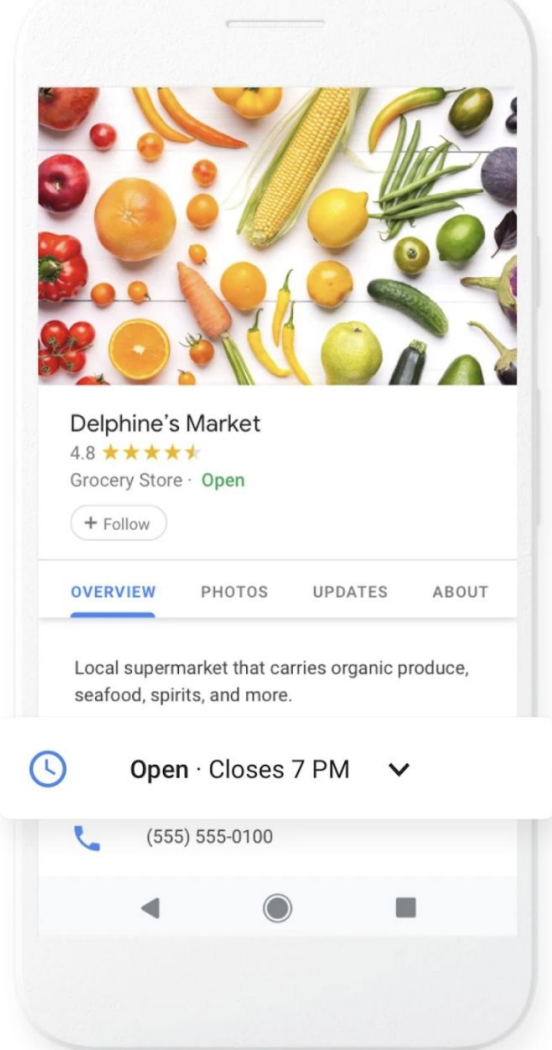 Delphine's Market
4.8
Grocery Store · Open
+ Follow
OVERVIEW PHOTOS UPDATES ABOUT
Local supermarket that carries organic produce,
seafood, spirits, and more.
Open · Closes 7 PM
(555) 555-0100